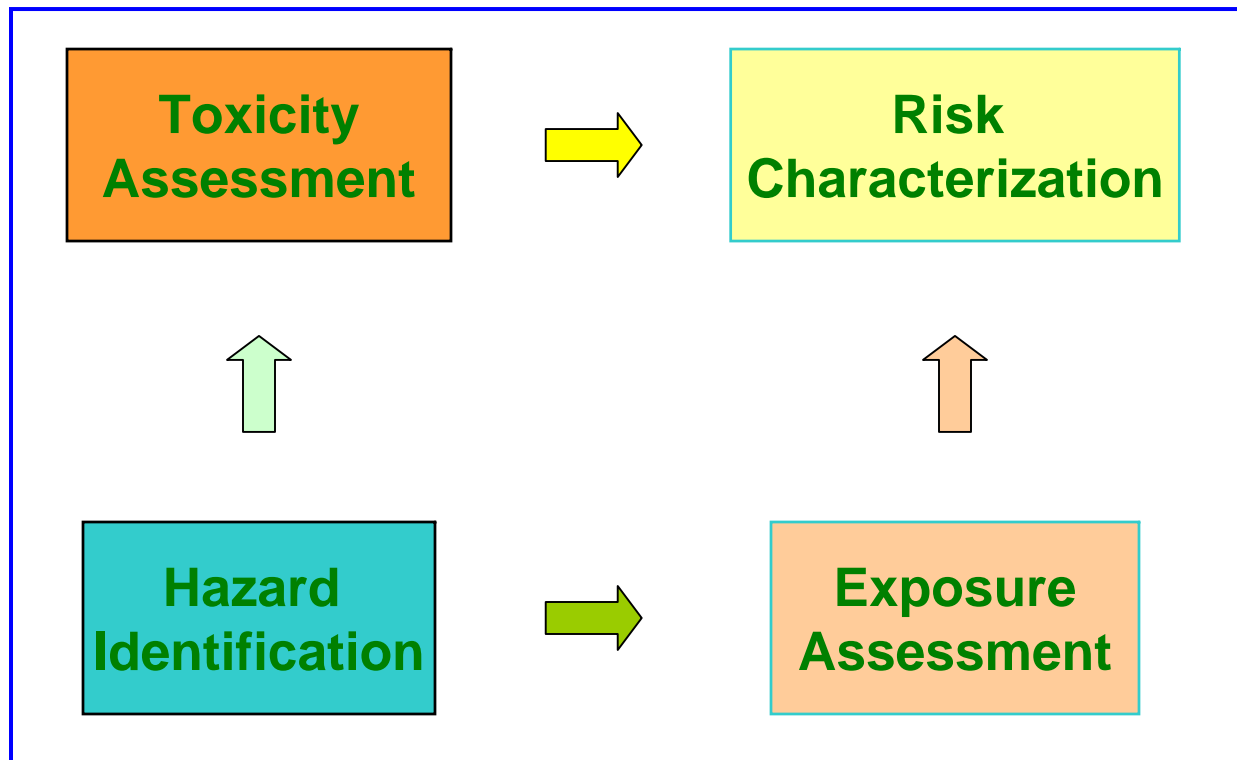 Toxicity
Assessment
Risk
Characterization
Hazard
Identification
Exposure
Assessment